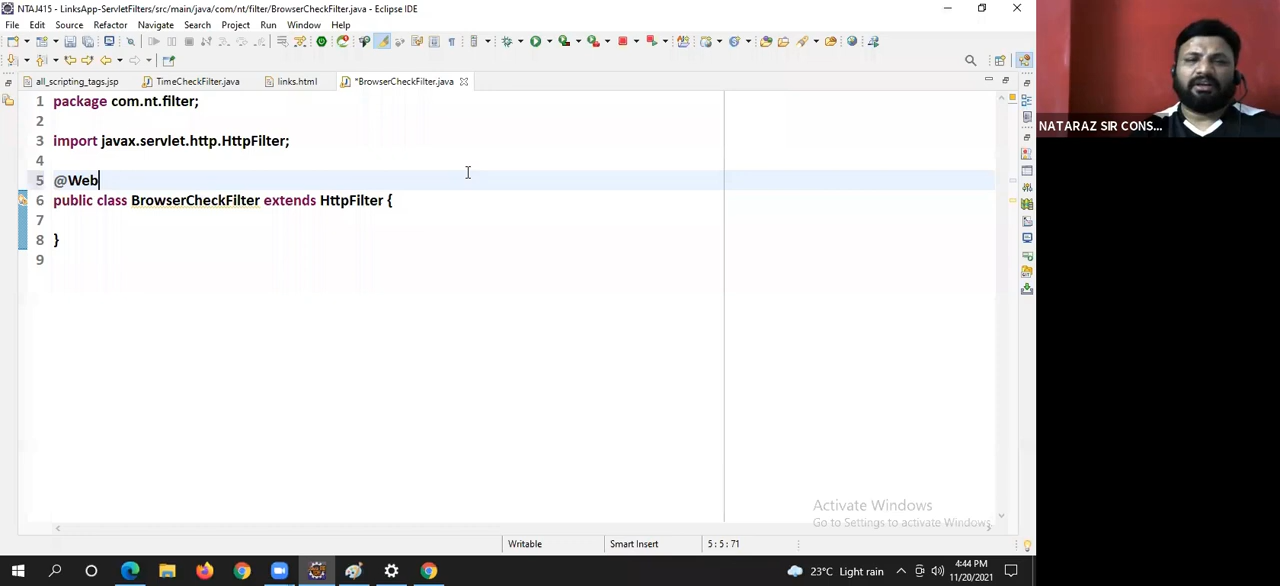 NTAJ415 - LinksApp-ServletFilters/src/main/java/com/nt/filter/BrowserCheckFilter.java - Eclipse IDE
File Edit Source Refactor Navigate Search Project Run Window Help
all_scripting_tags.jsp TimeCheckFilter.java links.html *BrowserCheckFilter.java
1 package com.nt.filter;
2
3 import javax.servlet.http.HttpFilter;
4
5 @Web
6 public class BrowserCheckFilter extends HttpFilter {
7
8 }
9
NATARAZ SIR CONS...
Activate Windows
Go to Settings to activate Windows.
Writable Smart Insert 5 : 5 : 71
23°C Light rain 4:44 PM
11/20/2021